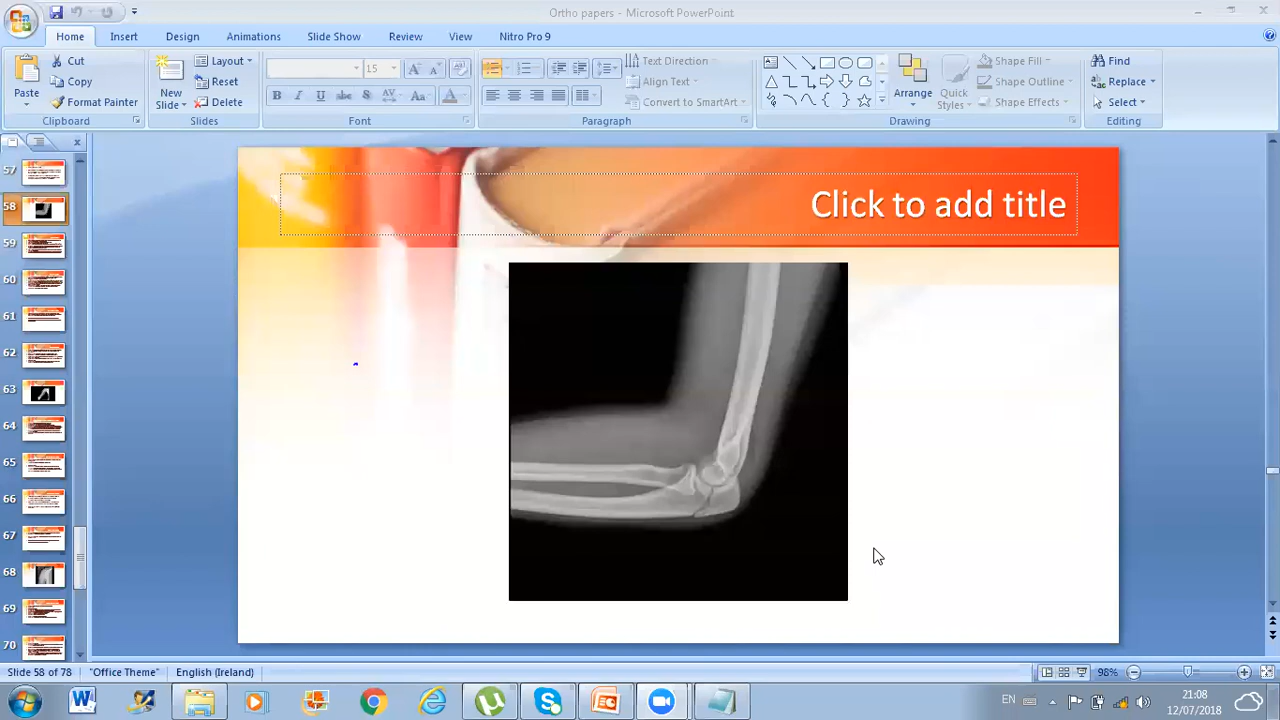 Ortho papers - Microsoft PowerPoint
Home Insert Design Animations Slide Show Review View Nitro Pro 9
Paste
Cut
Copy
Format Painter
Clipboard
New Slide
Layout
Reset
Delete
Slides
15
B I U abc S AV Aa A
Font
Text Direction
Align Text
Convert to SmartArt
Paragraph
Arrange
Quick Styles
Shape Fill
Shape Outline
Shape Effects
Drawing
Find
Replace
Select
Editing
57
58
59
60
61
62
63
64
65
66
67
68
69
70
Click to add title
Slide 58 of 78 "Office Theme" English (Ireland) 98%
EN 21:08
12/07/2018